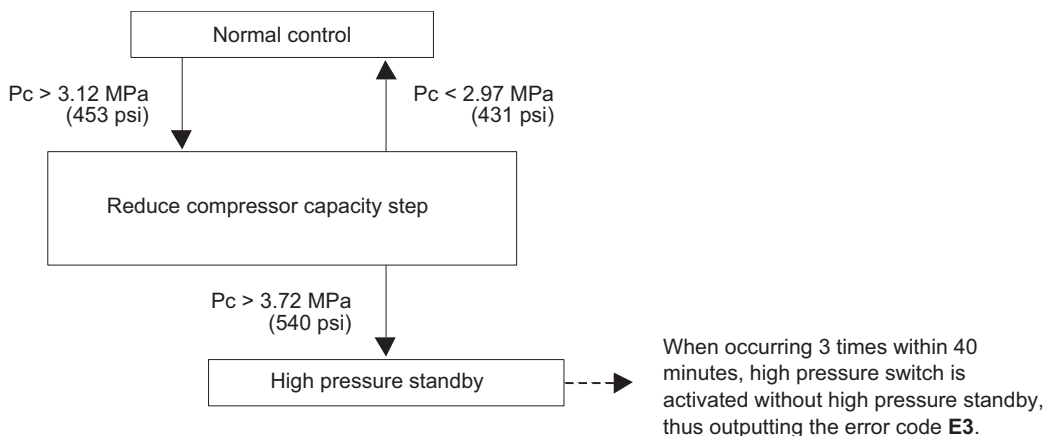 Normal control
Pc > 3.12 MPa
(453 psi)
Pc < 2.97 MPa
(431 psi)
Reduce compressor capacity step
Pc > 3.72 MPa
(540 psi)
High pressure standby
When occurring 3 times within 40
minutes, high pressure switch is
activated without high pressure standby,
thus outputting the error code E3.